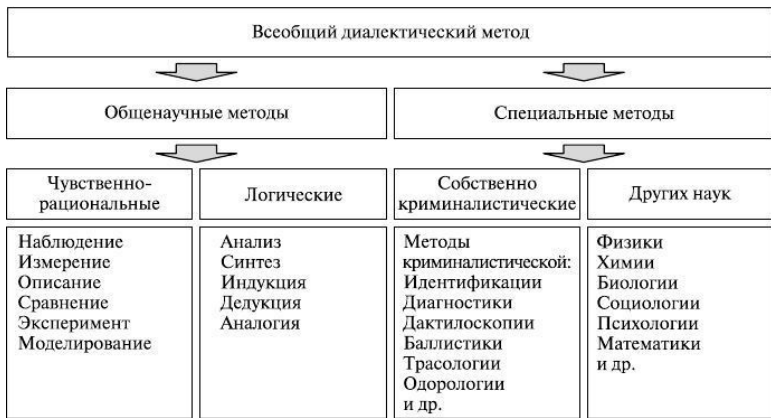 Всеобщий диалектический метод
Общенаучные методы
Специальные методы
Чувственно-
рациональные
Логические
Собственно
криминалистические
Других наук
Наблюдение
Измерение
Описание
Сравнение
Эксперимент
Моделирование
Анализ
Синтез
Индукция
Дедукция
Аналогия
Методы
криминалистической:
Идентификации
Диагностики
Дактилоскопии
Баллистики
Трасологии
Одорологии
и др.
Физики
Химии
Биологии
Социологии
Психологии
Математики
и др.